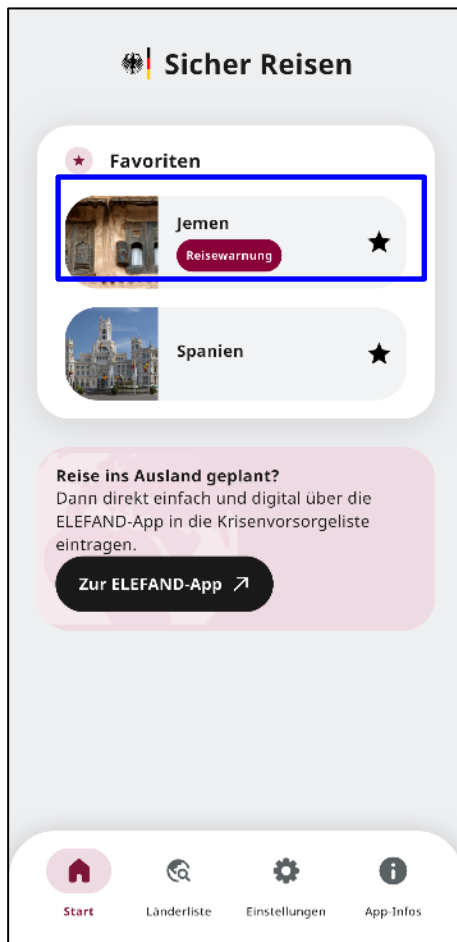 Sicher Reisen
Favoriten
Jemen
Reisewarnung
Spanien
Reise ins Ausland geplant?
Dann direkt einfach und digital über die
ELEFAND-App in die Krisenvorsorgeliste
eintragen.
Zur ELEFAND-App
Start
Länderliste
Einstellungen
App-Infos